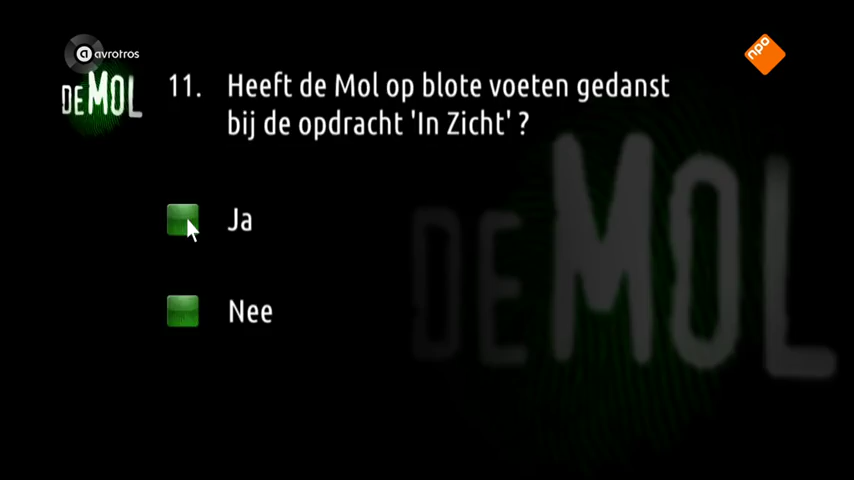 avrotros
npo
DE MOL
11. Heeft de Mol op blote voeten gedanst
bij de opdracht 'In Zicht' ?
Ja
Nee
DE MOL